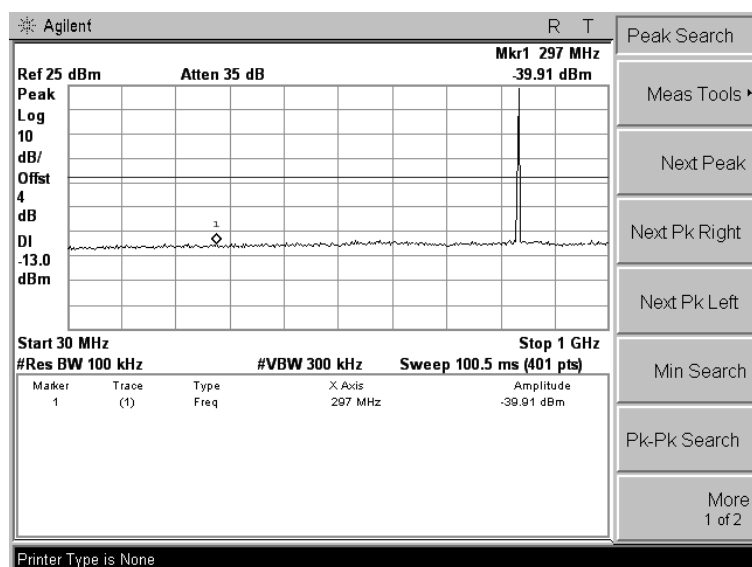 Agilent R T
Mkr1 297 MHz
Ref 25 dBm Atten 35 dB -39.91 dBm
Peak
Log
10
dB/
Offst
4
dB
DI
-13.0
dBm
1
Start 30 MHz Stop 1 GHz
#Res BW 100 kHz #VBW 300 kHz Sweep 100.5 ms (401 pts)
Marker Trace Type X Axis Amplitude
1 (1) Freq 297 MHz -39.91 dBm
Peak Search
Meas Tools
Next Peak
Next Pk Right
Next Pk Left
Min Search
Pk-Pk Search
More
1 of 2
Printer Type is None